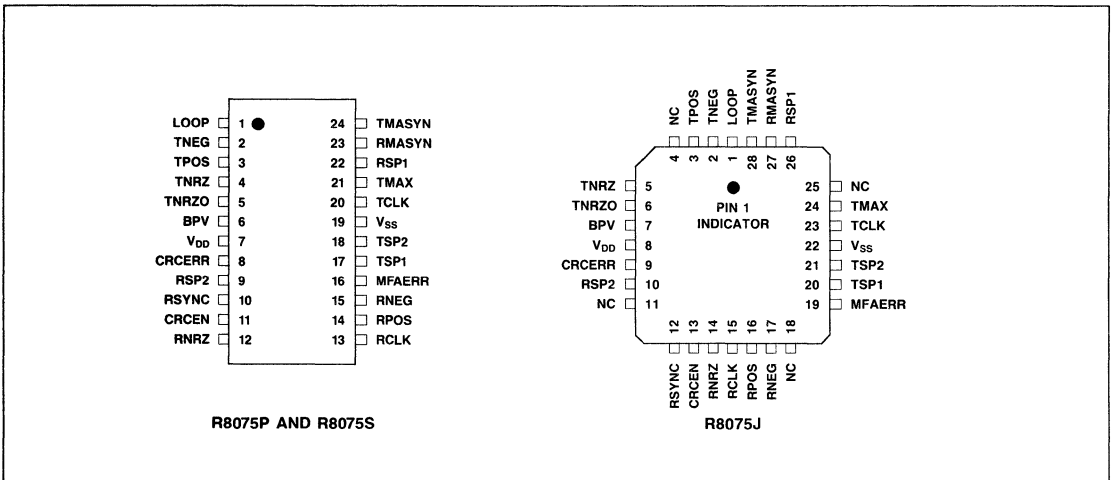 LOOP 1 24 TMASYN
TNEG 2 23 RMASYN
TPOS 3 22 RSP1
TNRZ 4 21 TMAX
TNRZO 5 20 TCLK
BPV 6 19 VSS
VDD 7 18 TSP2
CRCERR 8 17 TSP1
RSP2 9 16 MFAERR
RSYNC 10 15 RNEG
CRCEN 11 14 RPOS
RNRZ 12 13 RCLK
R8075P AND R8075S
NC TPOS TNEG LOOP TMASYN RMASYN RSP1
4 3 2 1 28 27 26
TNRZ 5 25 NC
TNRZO 6 PIN 1 24 TMAX
BPV 7 INDICATOR 23 TCLK
VDD 8 22 VSS
CRCERR 9 21 TSP2
RSP2 10 20 TSP1
NC 11 19 MFAERR
12 13 14 15 16 17 18
RSYNC CRCEN RNRZ RCLK RPOS RNEG NC
R8075J